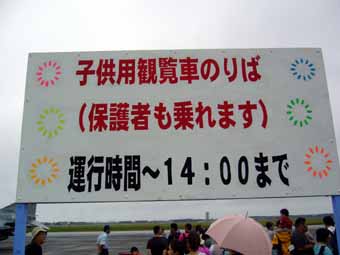 子供用観覧車のりば
（保護者も乗れます）
運行時間～14：00まで